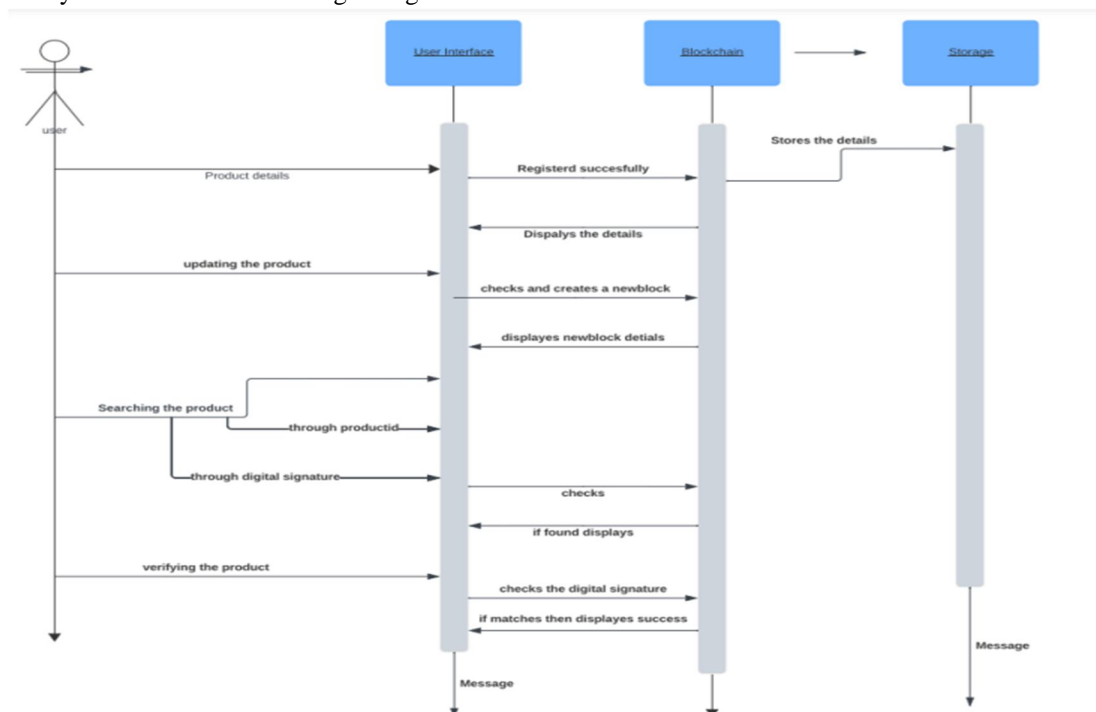 User Interface
Blockchain
Storage
user
Stores the details
Product details
Registerd succesfully
Dispalys the details
updating the product
checks and creates a newblock
displayes newblock detials
Searching the product
through productid
through digital signature
checks
if found displays
verifying the product
checks the digital signature
if matches then displayes success
Message
Message